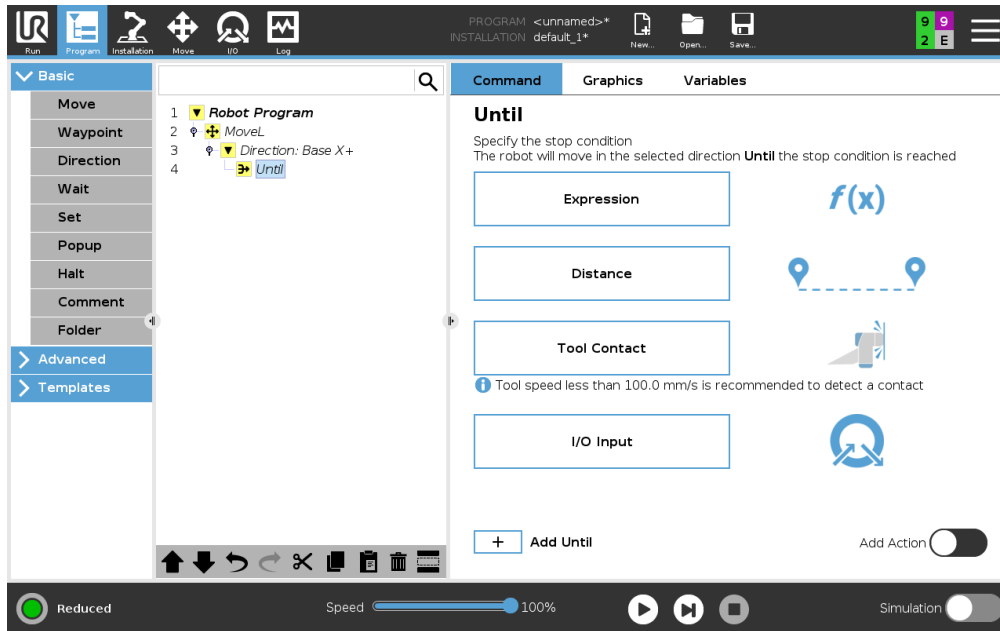 UR
PROGRAM <unnamed>*
INSTALLATION default_1*
Run
Program
Installation
Move
I/O
Log
New...
Open...
Save...
9 9
2 E
Basic
Move
Waypoint
Direction
Wait
Set
Popup
Halt
Comment
Folder
Advanced
Templates
1 Robot Program
2 MoveL
3 Direction: Base X+
4 Until
Command Graphics Variables
Until
Specify the stop condition
The robot will move in the selected direction Until the stop condition is reached
Expression
f(x)
Distance
Tool Contact
Tool speed less than 100.0 mm/s is recommended to detect a contact
I/O Input
+ Add Until
Add Action
Reduced
Speed 100%
Simulation